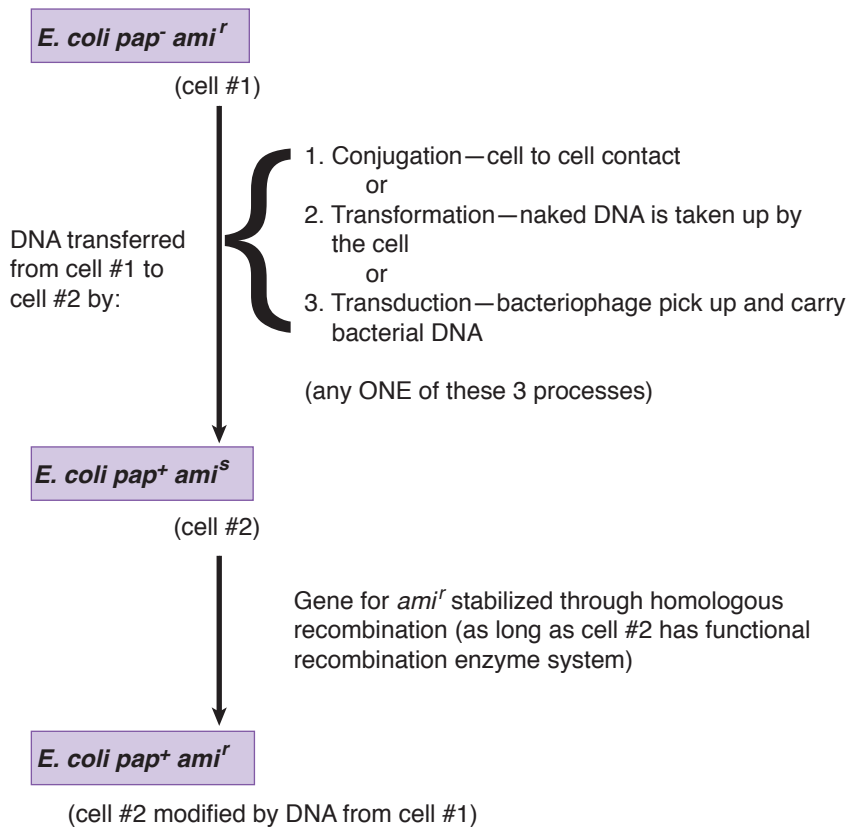 E. coli pap⁻ amiʳ
(cell #1)
DNA transferred
from cell #1 to
cell #2 by:
1. Conjugation—cell to cell contact
or
2. Transformation—naked DNA is taken up by
the cell
or
3. Transduction—bacteriophage pick up and carry
bacterial DNA
(any ONE of these 3 processes)
E. coli pap⁺ amiˢ
(cell #2)
Gene for amiʳ stabilized through homologous
recombination (as long as cell #2 has functional
recombination enzyme system)
E. coli pap⁺ amiʳ
(cell #2 modified by DNA from cell #1)